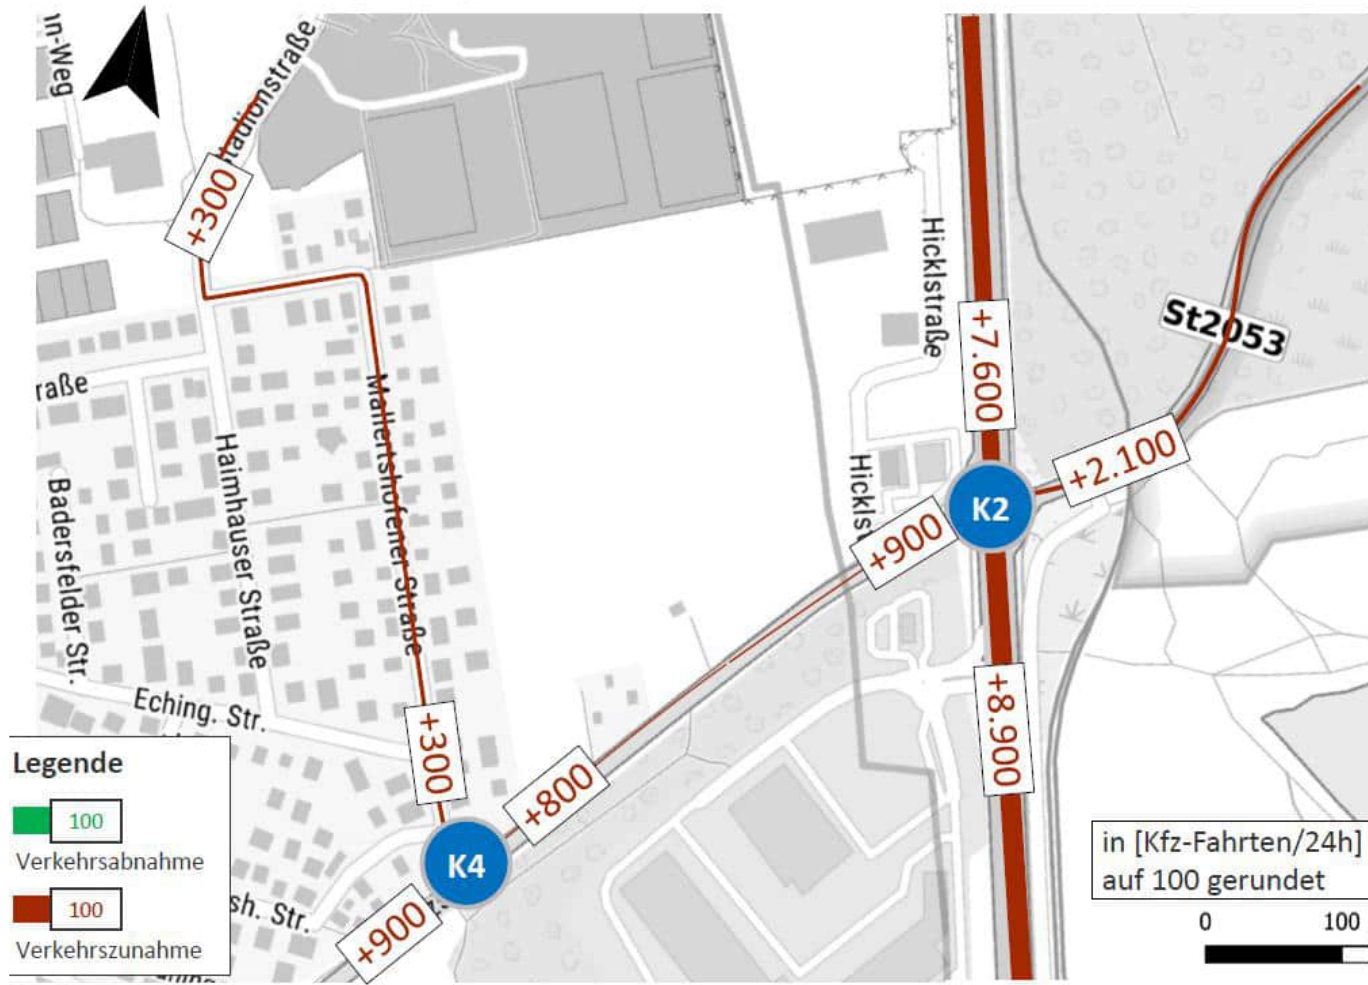 nn-Weg
Stadionstraße
+300
Hicklstraße
+7.600
St2053
raße
Mallertshofener Straße
Haimhauser Straße
Badersfelder Str.
Hicklst
+2.100
K2
+900
Eching. Str.
+300
+800
+8.900
K4
sh. Str.
+900
Legende
100
Verkehrsabnahme
100
Verkehrszunahme
in [Kfz-Fahrten/24h]
auf 100 gerundet
0 100